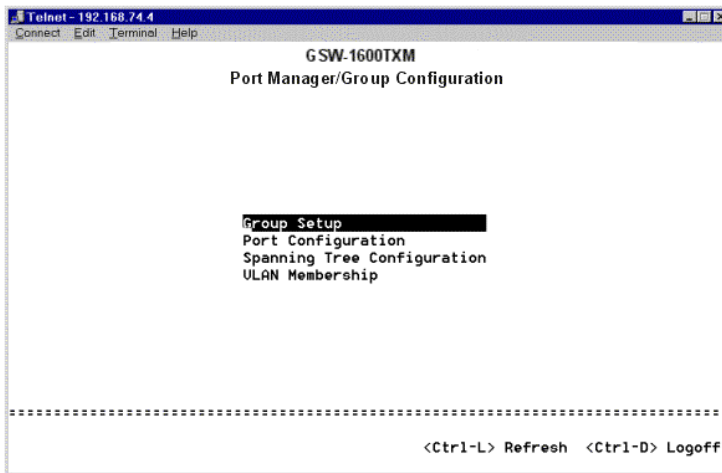 Telnet - 192.168.74.4
Connect Edit Terminal Help
GSW-1600TXM
Port Manager/Group Configuration
Group Setup
Port Configuration
Spanning Tree Configuration
VLAN Membership
<Ctrl-L> Refresh <Ctrl-D> Logoff